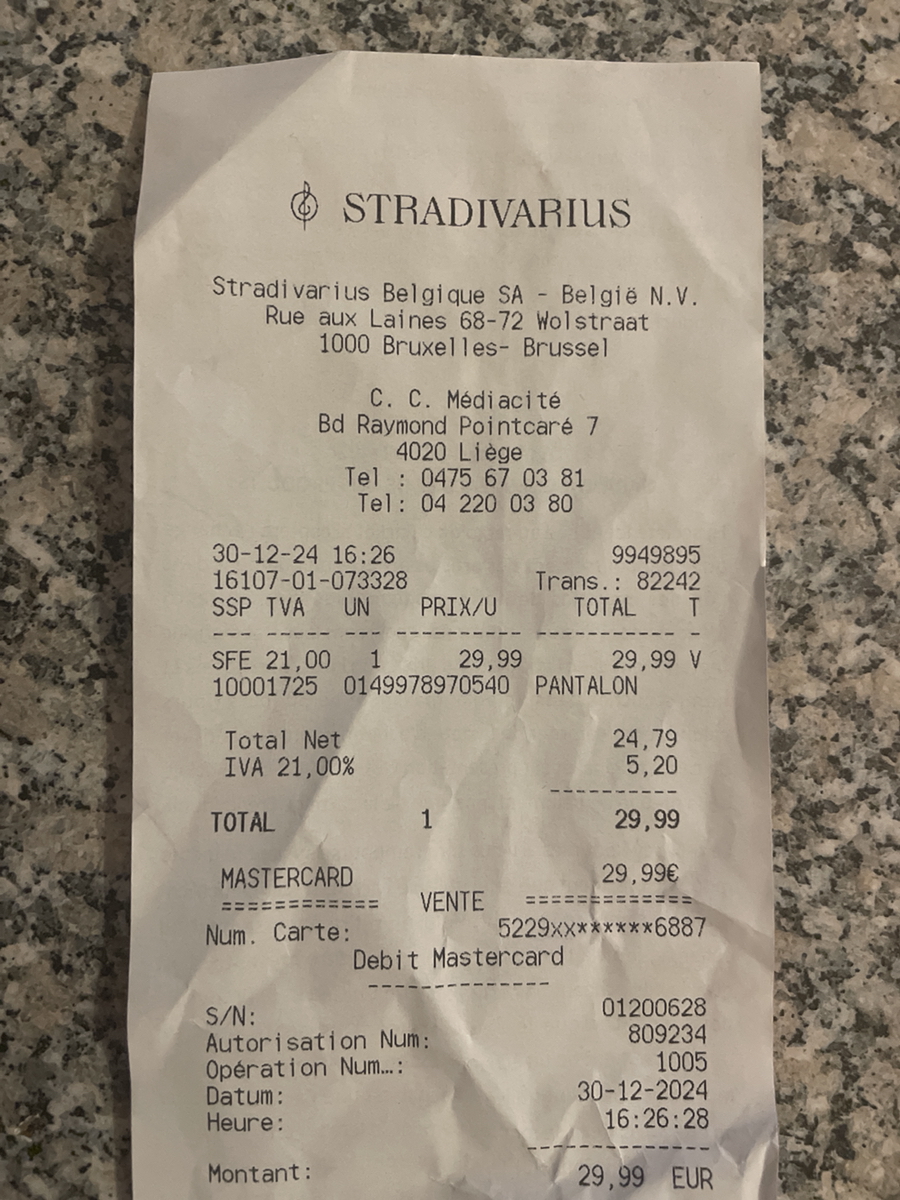 STRADIVARIUS
Stradivarius Belgique SA - België N.V.
Rue aux Laines 68-72 Wolstraat
1000 Bruxelles- Brussel
C. C. Médiacité
Bd Raymond Pointcaré 7
4020 Liège
Tel : 0475 67 03 81
Tel: 04 220 03 80
30-12-24 16:26 9949895
16107-01-073328 Trans.: 82242
SSP TVA UN PRIX/U TOTAL T
--- ----- -- ---------- ----------- -
SFE 21,00 1 29,99 29,99 V
10001725 0149978970540 PANTALON
Total Net 24,79
IVA 21,00% 5,20
----------
TOTAL 1 29,99
MASTERCARD 29,99€
============ VENTE =============
Num. Carte: 5229xx******6887
Debit Mastercard
--------------
S/N: 01200628
Autorisation Num: 809234
Opération Num…: 1005
Datum: 30-12-2024
Heure: 16:26:28
--------------
Montant: 29,99 EUR